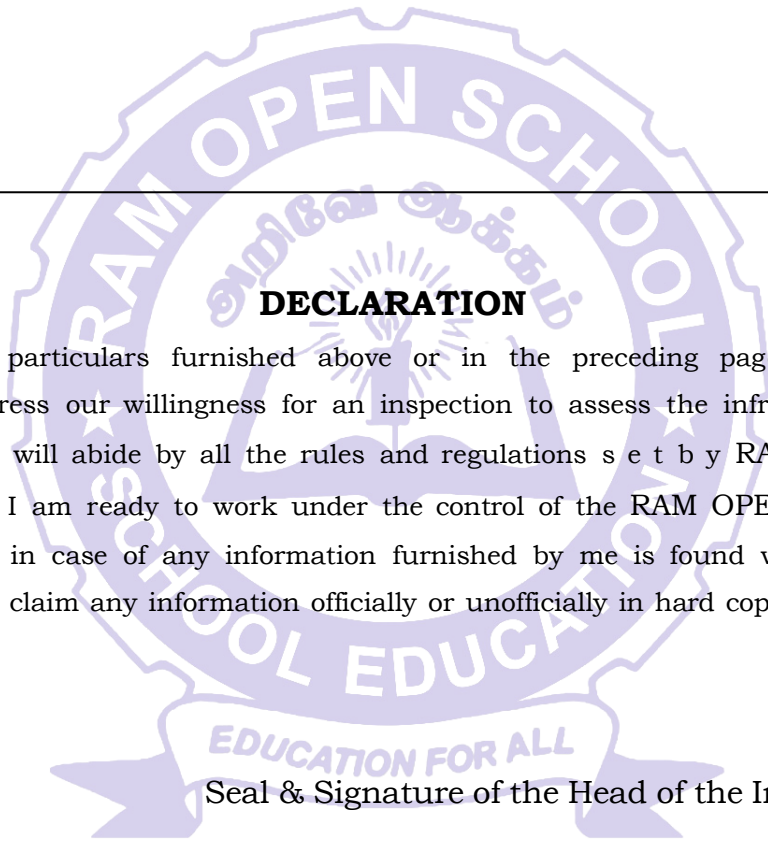 RAM OPEN SCHOOL
அறிவே ஆக்கம்
DECLARATION
particulars furnished above or in the preceding pag
ress our willingness for an inspection to assess the infr
will abide by all the rules and regulations s e t b y RA
I am ready to work under the control of the RAM OPE
in case of any information furnished by me is found
claim any information officially or unofficially in hard cop
SCHOOL EDUCATION
EDUCATION FOR ALL
Seal & Signature of the Head of the In